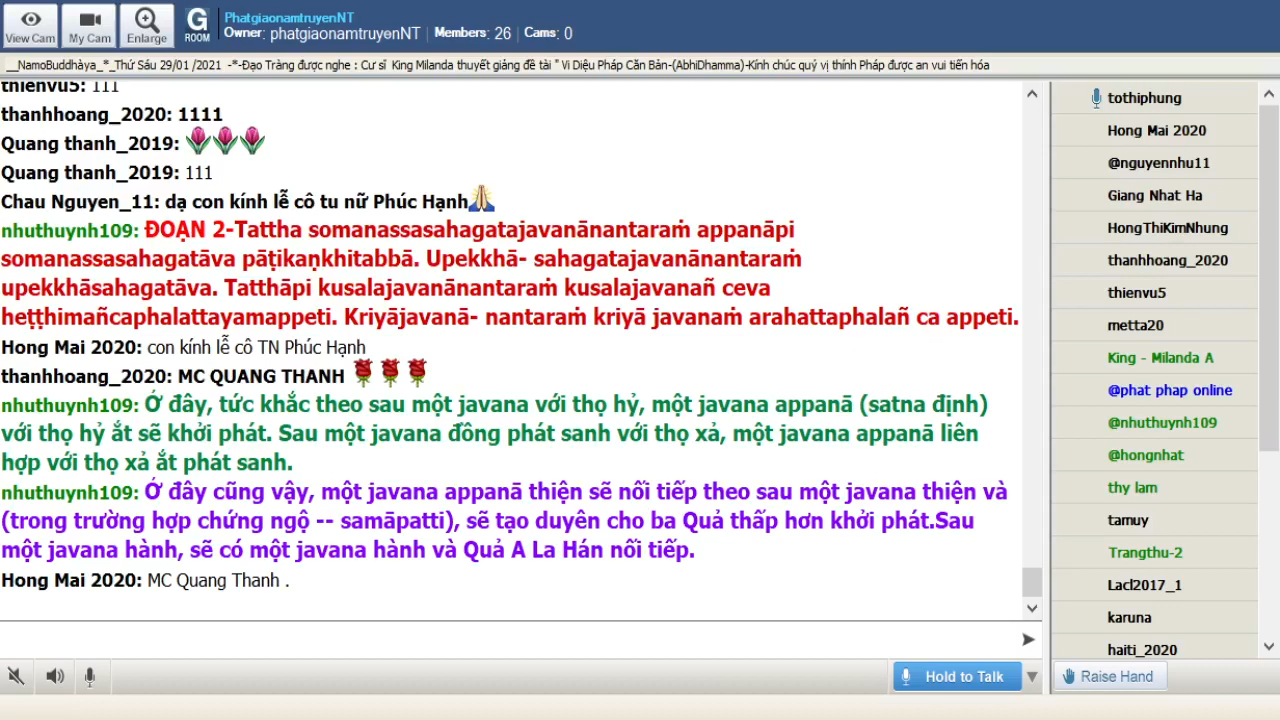 View Cam
My Cam
Enlarge
G
ROOM
PhatgiaonamtruyenNT
Owner: phatgiaonamtruyenNT | Members: 26 | Cams: 0
__NamoBuddhàya_*_Thứ Sáu 29/01 /2021 -*-Đạo Tràng được nghe : Cư sĩ King Milanda thuyết giảng đề tài " Vi Diệu Pháp Căn Bản-(AbhiDhamma)-Kính chúc quý vị thính Pháp được an vui tiến hóa
thienvu5: 111
thanhhoang_2020: 1111
Quang thanh_2019:
Quang thanh_2019: 111
Chau Nguyen_11: dạ con kính lễ cô tu nữ Phúc Hạnh
nhuthuynh109: ĐOẠN 2-Tattha somanassasahagatajavanānantaraṁ appanāpi
somanassasahagatāva pāṭikaṇkhitabbā. Upekkhā- sahagatajavanānantaraṁ
upekkhāsahagatāva. Tatthāpi kusalajavanānantaraṁ kusalajavanañ ceva
heṭṭhimañcaphalattayamappeti. Kriyājavanā- nantaraṁ kriyā javanaṁ arahattaphalañ ca appeti.
Hong Mai 2020: con kính lễ cô TN Phúc Hạnh
thanhhoang_2020: MC QUANG THANH
nhuthuynh109: Ở đây, tức khắc theo sau một javana với thọ hỷ, một javana appanā (satna định)
với thọ hỷ ắt sẽ khởi phát. Sau một javana đồng phát sanh với thọ xả, một javana appanā liên
hợp với thọ xả ắt phát sanh.
nhuthuynh109: Ở đây cũng vậy, một javana appanā thiện sẽ nối tiếp theo sau một javana thiện và
(trong trường hợp chứng ngộ -- samāpatti), sẽ tạo duyên cho ba Quả thấp hơn khởi phát.Sau
một javana hành, sẽ có một javana hành và Quả A La Hán nối tiếp.
Hong Mai 2020: MC Quang Thanh .
Hold to Talk
tothiphung
Hong Mai 2020
@nguyennhu11
Giang Nhat Ha
HongThiKimNhung
thanhhoang_2020
thienvu5
metta20
King - Milanda A
@phat phap online
@nhuthuynh109
@hongnhat
thy lam
tamuy
Trangthu-2
Lacl2017_1
karuna
haiti_2020
Raise Hand